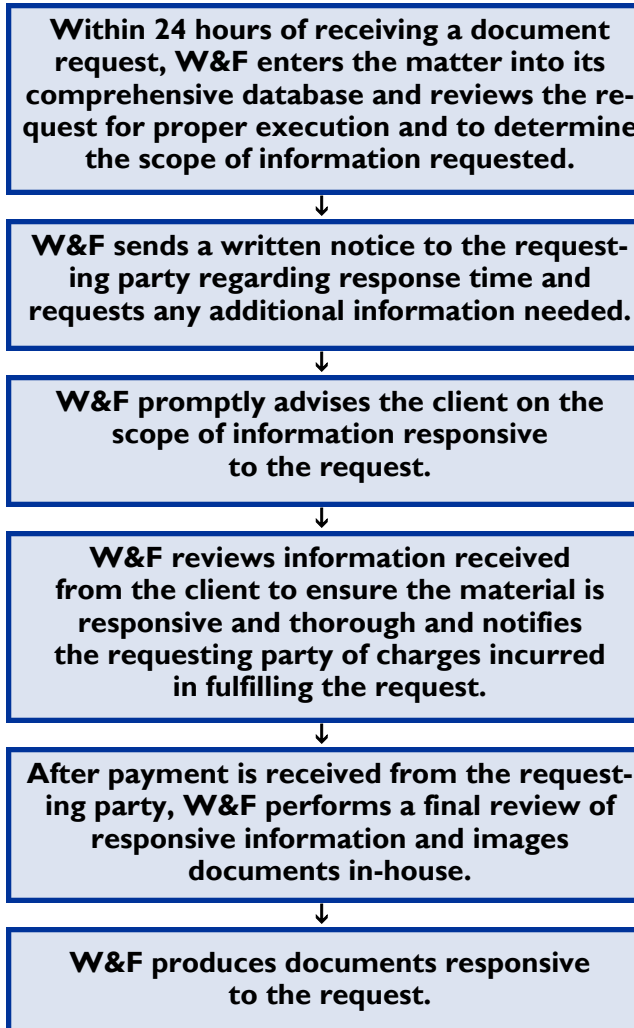 Within 24 hours of receiving a document
request, W&F enters the matter into its
comprehensive database and reviews the re-
quest for proper execution and to determine
the scope of information requested.
W&F sends a written notice to the request-
ing party regarding response time and
requests any additional information needed.
W&F promptly advises the client on the
scope of information responsive
to the request.
W&F reviews information received
from the client to ensure the material is
responsive and thorough and notifies
the requesting party of charges incurred
in fulfilling the request.
After payment is received from the request-
ing party, W&F performs a final review of
responsive information and images
documents in-house.
W&F produces documents responsive
to the request.